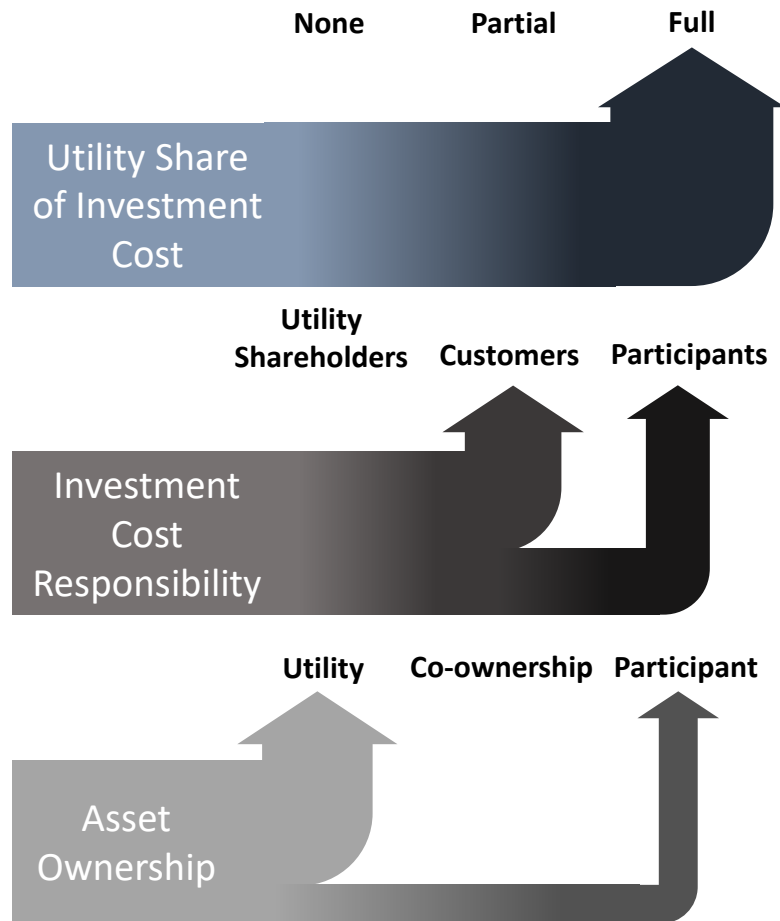 None Partial Full
Utility Share
of Investment
Cost
Utility
Shareholders Customers Participants
Investment
Cost
Responsibility
Utility Co-ownership Participant
Asset
Ownership